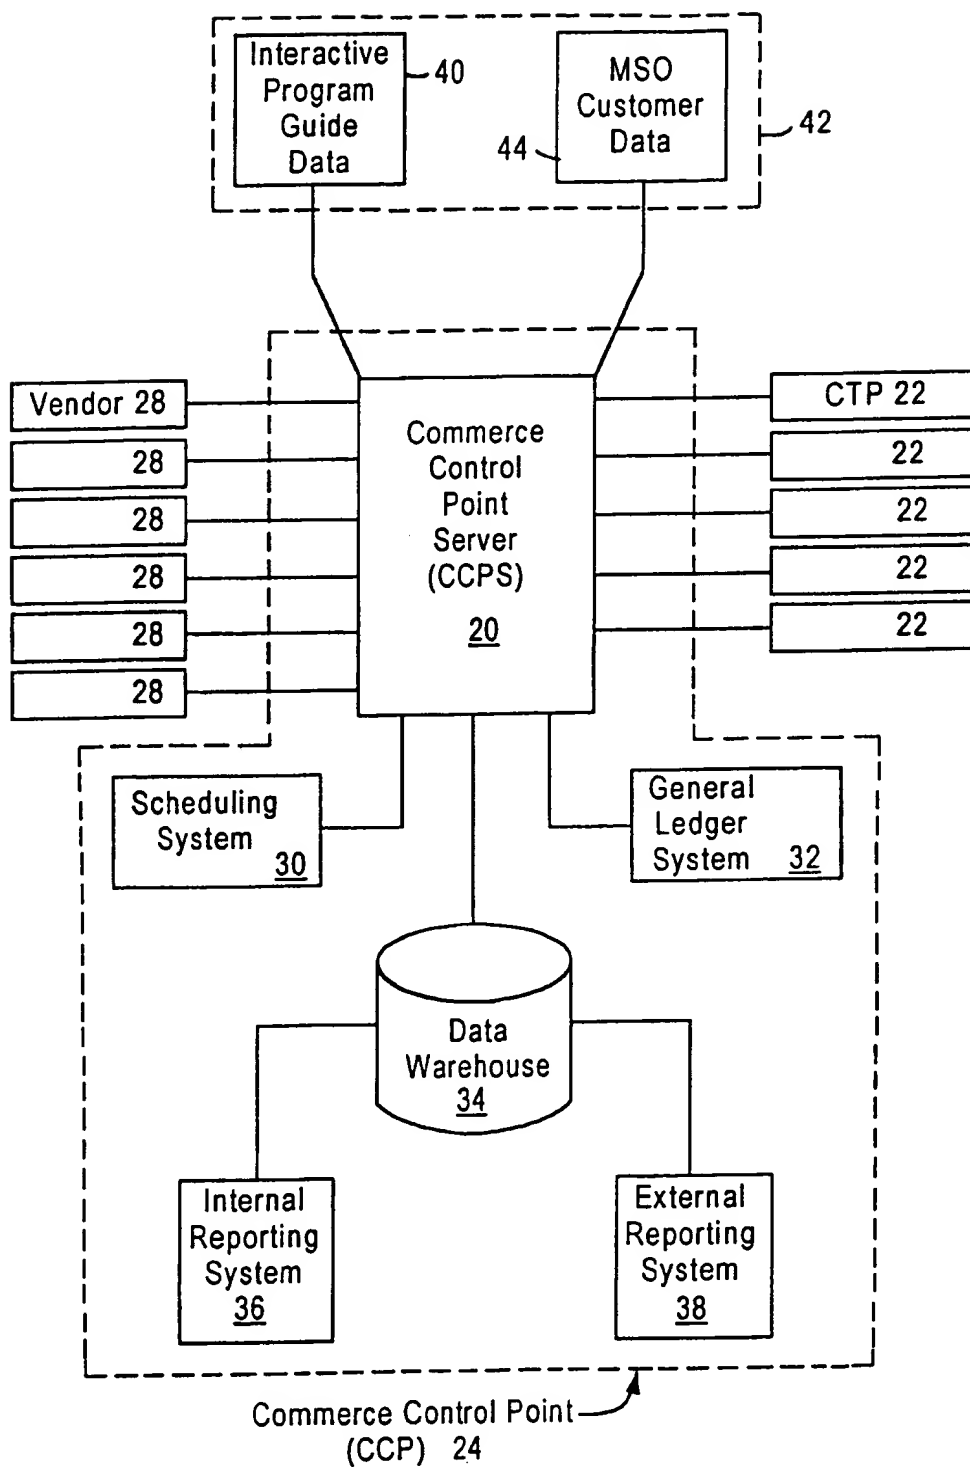 Interactive
Program
Guide
Data
40
MSO
Customer
Data
44
42
Vendor 28
28
28
28
28
28
Commerce
Control
Point
Server
(CCPS)
20
CTP 22
22
22
22
22
Scheduling
System
30
General
Ledger
System 32
Data
Warehouse
34
Internal
Reporting
System
36
External
Reporting
System
38
Commerce Control Point
(CCP) 24